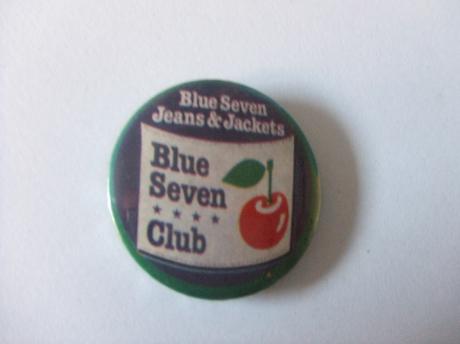 Blue Seven
Jeans & Jackets
Blue
Seven
★ ★ ★ ★
Club